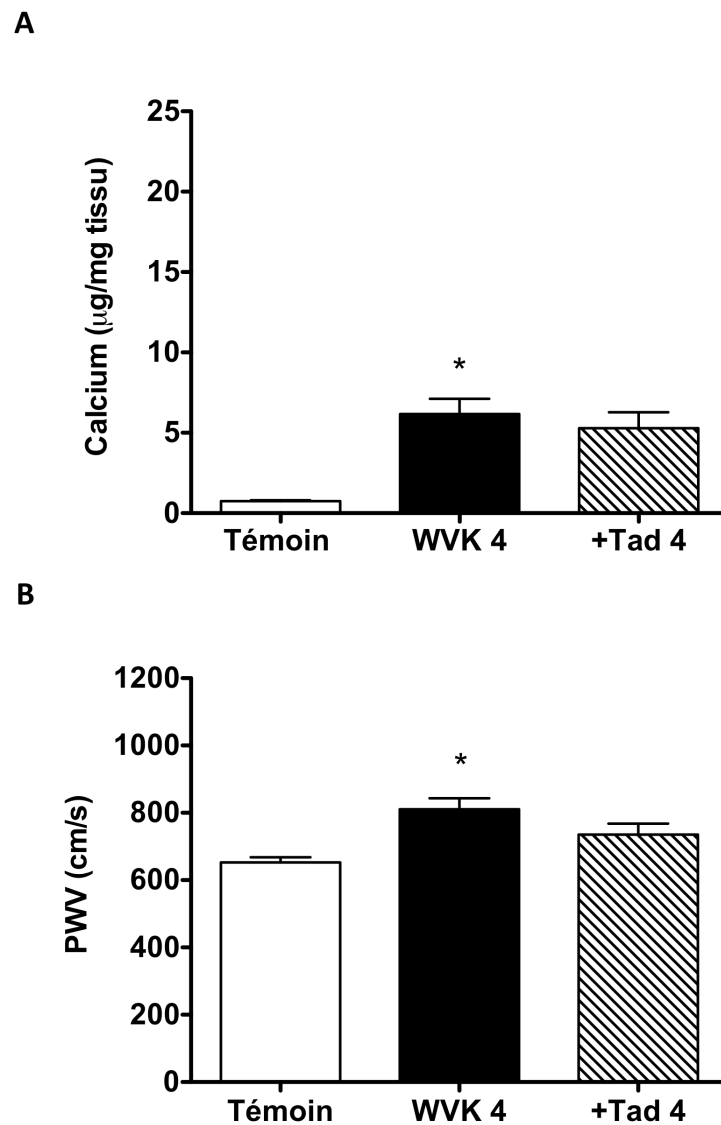 A
Calcium (μg/mg tissu)
25
20
15
10
5
0
*
Témoin WVK 4 +Tad 4
B
PWV (cm/s)
1200
1000
800
600
400
200
0
*
Témoin WVK 4 +Tad 4